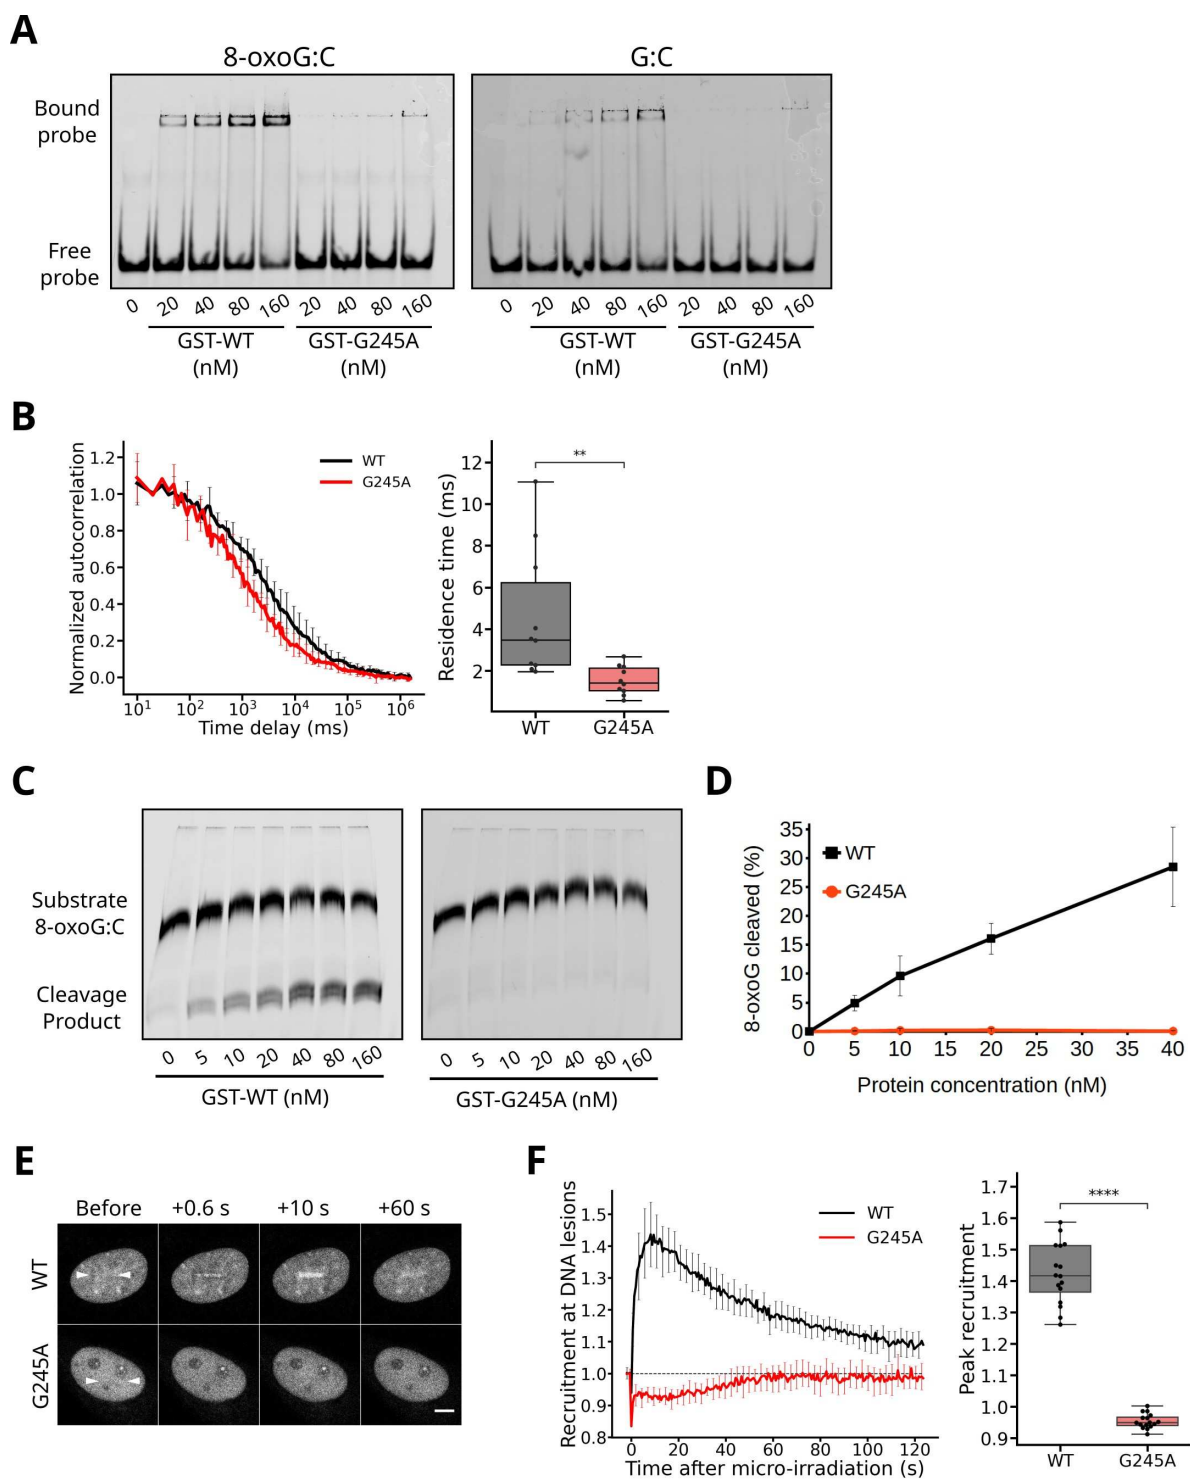 A
8-oxoG:C
G:C
Bound
probe
Free
probe
0 20 40 80 160 20 40 80 160
GST-WT
(nM)
GST-G245A
(nM)
0 20 40 80 160 20 40 80 160
GST-WT
(nM)
GST-G245A
(nM)
B
Normalized autocorrelation
1.2
1.0
0.8
0.6
0.4
0.2
0.0
WT
G245A
10¹ 10² 10³ 10⁴ 10⁵ 10⁶
Time delay (ms)
Residence time (ms)
12
10
8
6
4
2
**
WT G245A
C
Substrate
8-oxoG:C
Cleavage
Product
0 5 10 20 40 80 160
GST-WT (nM)
0 5 10 20 40 80 160
GST-G245A (nM)
D
8-oxoG cleaved (%)
35
30
25
20
15
10
5
0
WT
G245A
0 5 10 15 20 25 30 35 40
Protein concentration (nM)
E
Before +0.6 s +10 s +60 s
WT
G245A
F
Recruitment at DNA lesions
1.5
1.4
1.3
1.2
1.1
1.0
0.9
0.8
WT
G245A
0 20 40 60 80 100 120
Time after micro-irradiation (s)
Peak recruitment
1.7
1.6
1.5
1.4
1.3
1.2
1.1
1.0
0.9
****
WT G245A